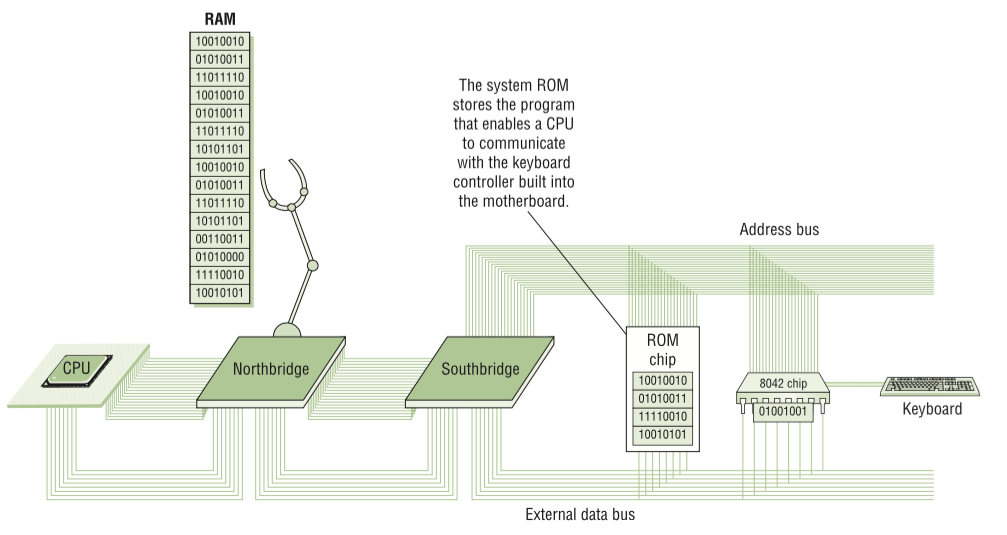 RAM
10010010
01010011
11011110
10010010
01010011
11011110
10101101
10010010
01010011
11011110
10101101
00110011
01010000
11110010
10010101
The system ROM
stores the program
that enables a CPU
to communicate
with the keyboard
controller built into
the motherboard.
Address bus
CPU
Northbridge
Southbridge
ROM
chip
10010010
01010011
11110010
10010101
8042 chip
01001001
Keyboard
External data bus